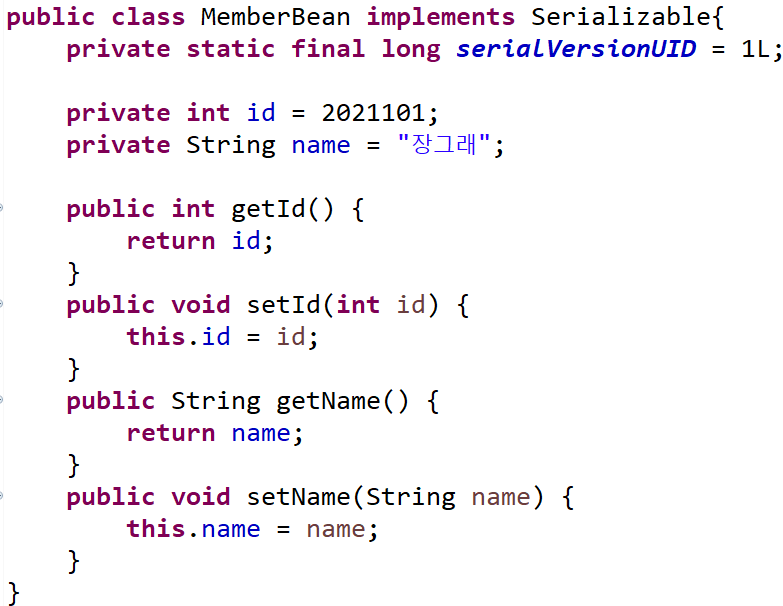 public class MemberBean implements Serializable{
    private static final long serialVersionUID = 1L;
    private int id = 2021101;
    private String name = "장그래";
    public int getId() {
        return id;
    }
    public void setId(int id) {
        this.id = id;
    }
    public String getName() {
        return name;
    }
    public void setName(String name) {
        this.name = name;
    }
}